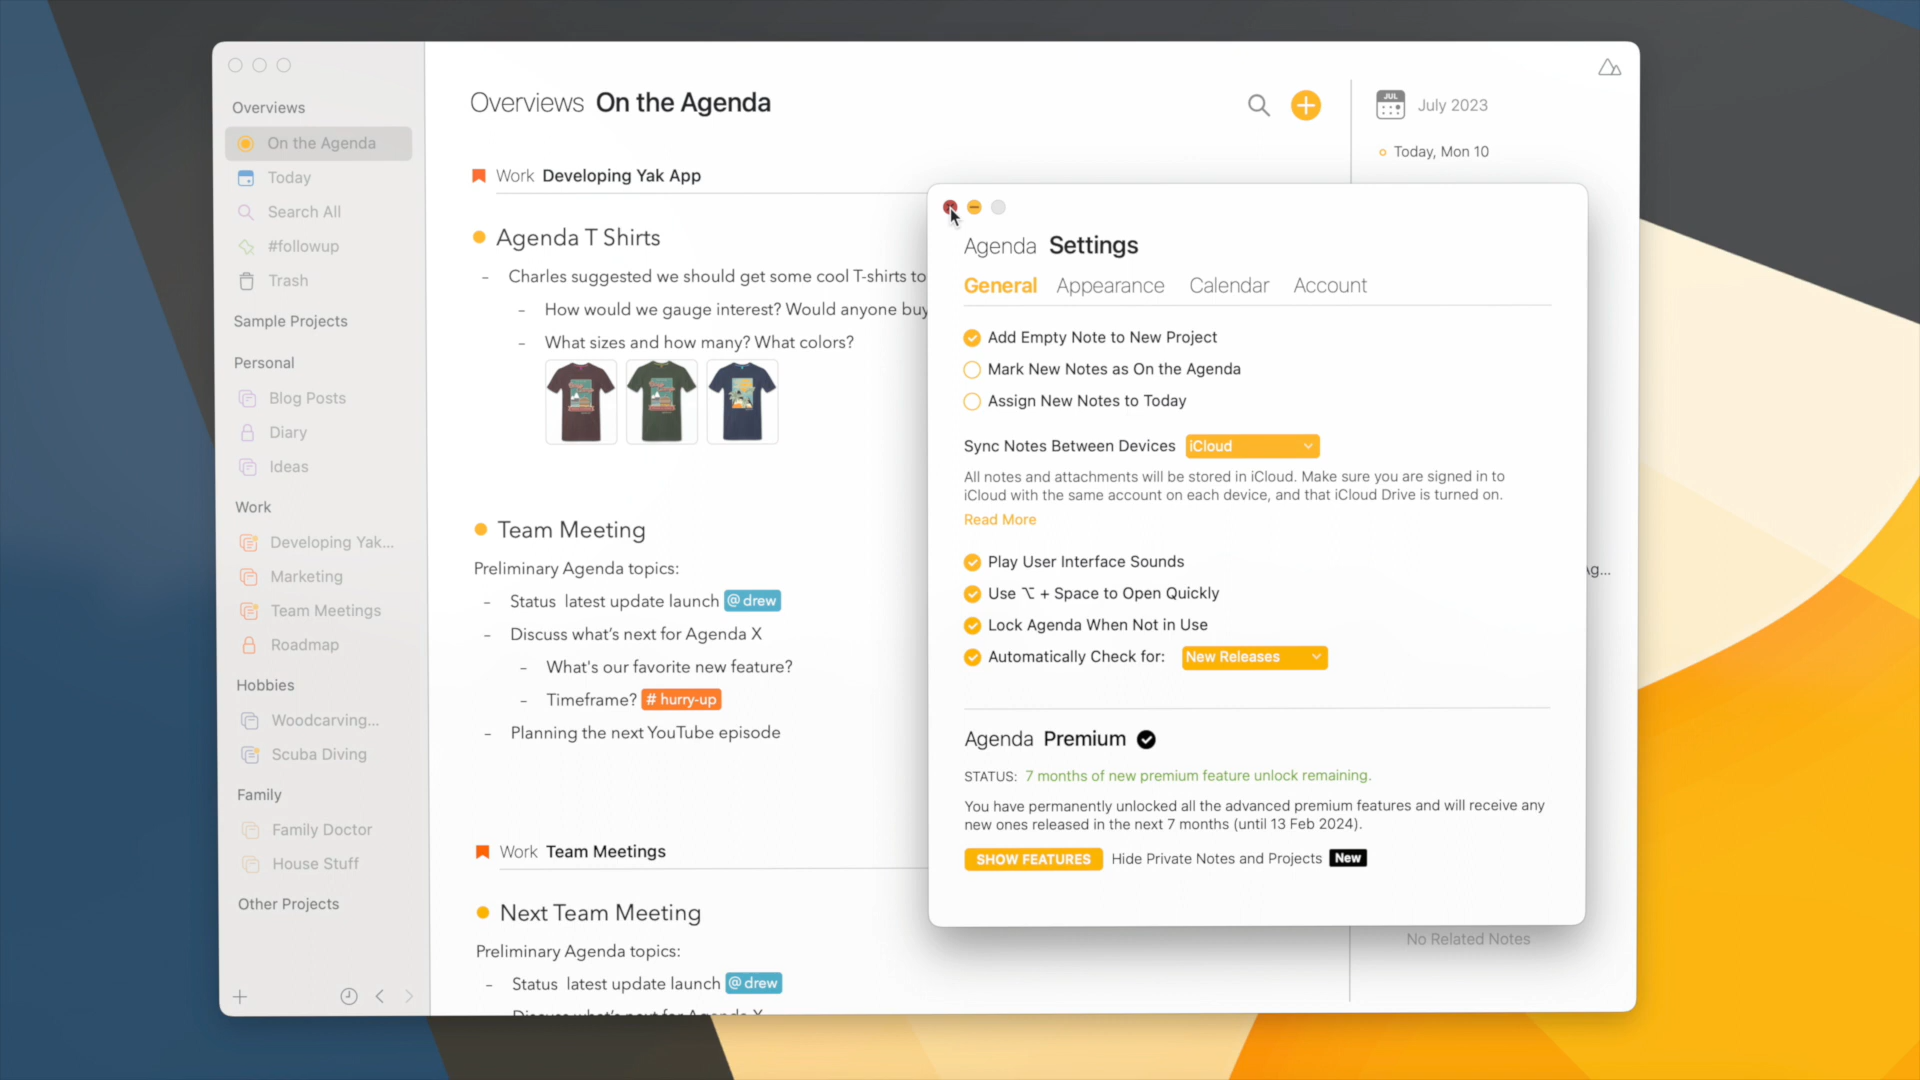 Overviews
On the Agenda
Today
Search All
#followup
Trash
Sample Projects
Personal
Blog Posts
Diary
Ideas
Work
Developing Yak...
Marketing
Team Meetings
Roadmap
Hobbies
Woodcarving...
Scuba Diving
Family
Family Doctor
House Stuff
Other Projects
Overviews On the Agenda
Work Developing Yak App
Agenda T Shirts
- Charles suggested we should get some cool T-shirts to
- How would we gauge interest? Would anyone buy
- What sizes and how many? What colors?
Team Meeting
Preliminary Agenda topics:
- Status latest update launch @drew
- Discuss what's next for Agenda X
- What's our favorite new feature?
- Timeframe? # hurry-up
- Planning the next YouTube episode
Work Team Meetings
Next Team Meeting
Preliminary Agenda topics:
- Status latest update launch @drew
Discuss what's next for Agenda X
JUL July 2023
Today, Mon 10
No Related Notes
Agenda Settings
General Appearance Calendar Account
Add Empty Note to New Project
Mark New Notes as On the Agenda
Assign New Notes to Today
Sync Notes Between Devices iCloud
All notes and attachments will be stored in iCloud. Make sure you are signed in to
iCloud with the same account on each device, and that iCloud Drive is turned on.
Read More
Play User Interface Sounds
Use ⌥ + Space to Open Quickly
Lock Agenda When Not in Use
Automatically Check for: New Releases
Agenda Premium
STATUS: 7 months of new premium feature unlock remaining.
You have permanently unlocked all the advanced premium features and will receive any
new ones released in the next 7 months (until 13 Feb 2024).
SHOW FEATURES Hide Private Notes and Projects New